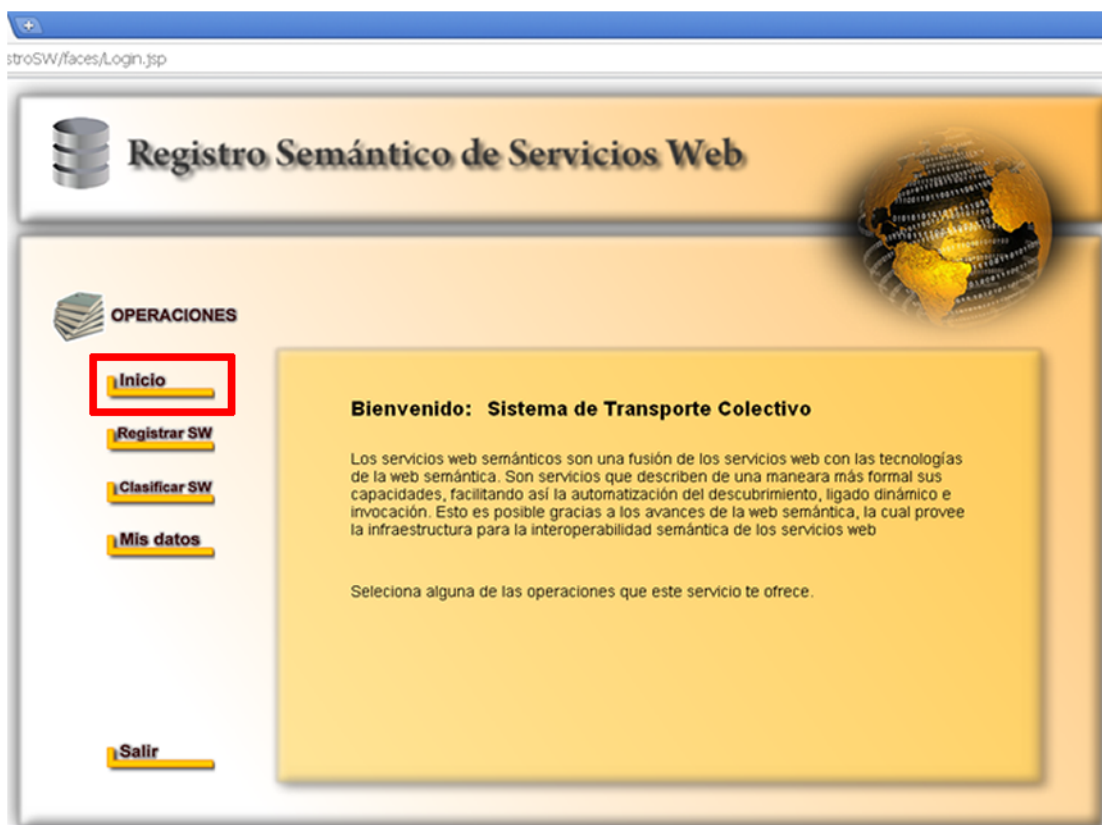 stroSW/faces/Login.jsp
Registro Semántico de Servicios Web
OPERACIONES
Inicio
Registrar SW
Clasificar SW
Mis datos
Salir
Bienvenido: Sistema de Transporte Colectivo
Los servicios web semánticos son una fusión de los servicios web con las tecnologías
de la web semántica. Son servicios que describen de una maneara más formal sus
capacidades, facilitando así la automatización del descubrimiento, ligado dinámico e
invocación. Esto es posible gracias a los avances de la web semántica, la cual provee
la infraestructura para la interoperabilidad semántica de los servicios web
Seleciona alguna de las operaciones que este servicio te ofrece.